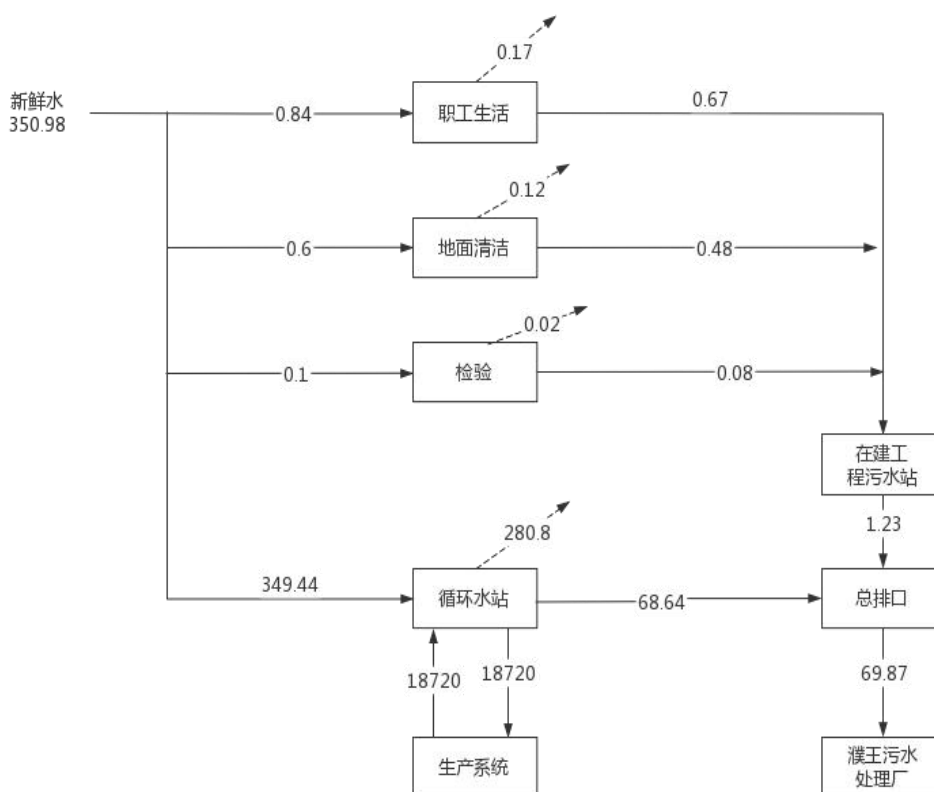 0.17
新鲜水
350.98
0.84
职工生活
0.67
0.12
0.6
地面清洁
0.48
0.02
0.1
检验
0.08
在建工
程污水站
1.23
280.8
349.44
循环水站
68.64
总排口
18720
18720
69.87
生产系统
濮王污水
处理厂